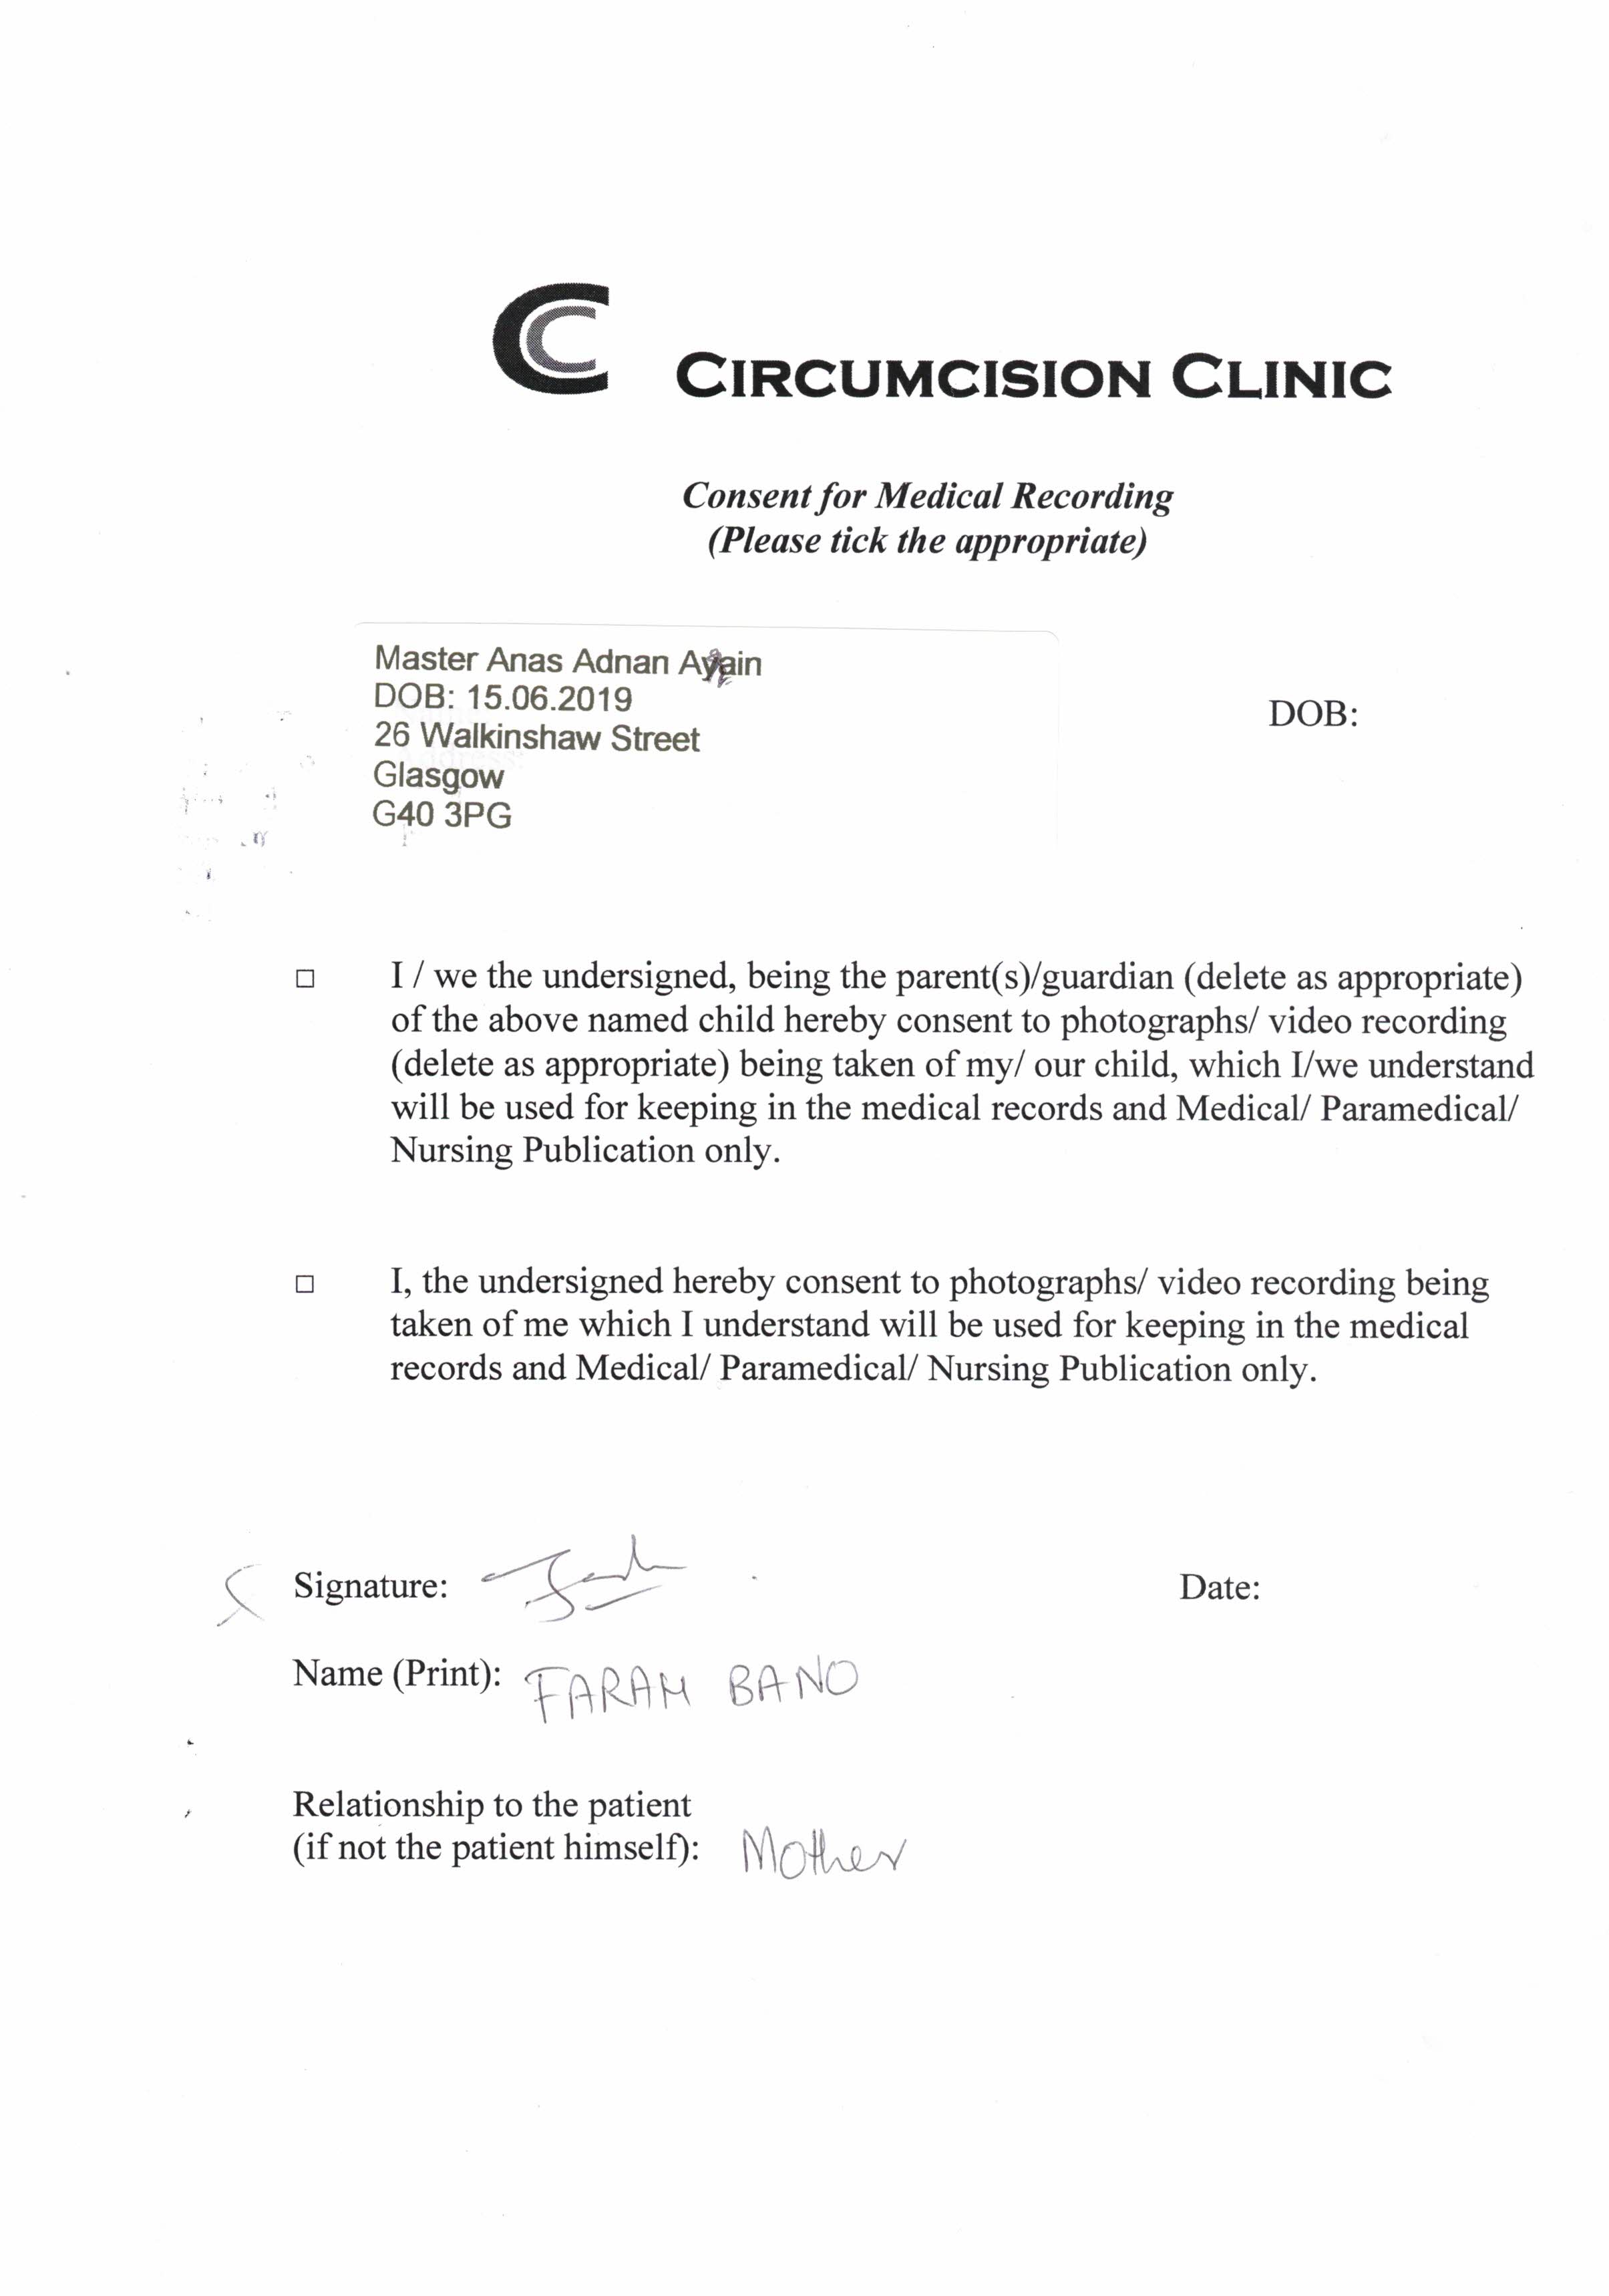 CC CIRCUMCISION CLINIC
Consent for Medical Recording
(Please tick the appropriate)
Master Anas Adnan
DOB: 15.06.2019
DOB:
26 Walkinshaw Street
Glasgow
G40 3PG
☐ I / we the undersigned, being the parent(s)/guardian (delete as appropriate)
of the above named child hereby consent to photographs/ video recording
(delete as appropriate) being taken of my/ our child, which I/we understand
will be used for keeping in the medical records and Medical/ Paramedical/
Nursing Publication only.
☐ I, the undersigned hereby consent to photographs/ video recording being
taken of me which I understand will be used for keeping in the medical
records and Medical/ Paramedical/ Nursing Publication only.
Signature:
Date:
Name (Print): FARAH BANO
Relationship to the patient
(if not the patient himself): Mother